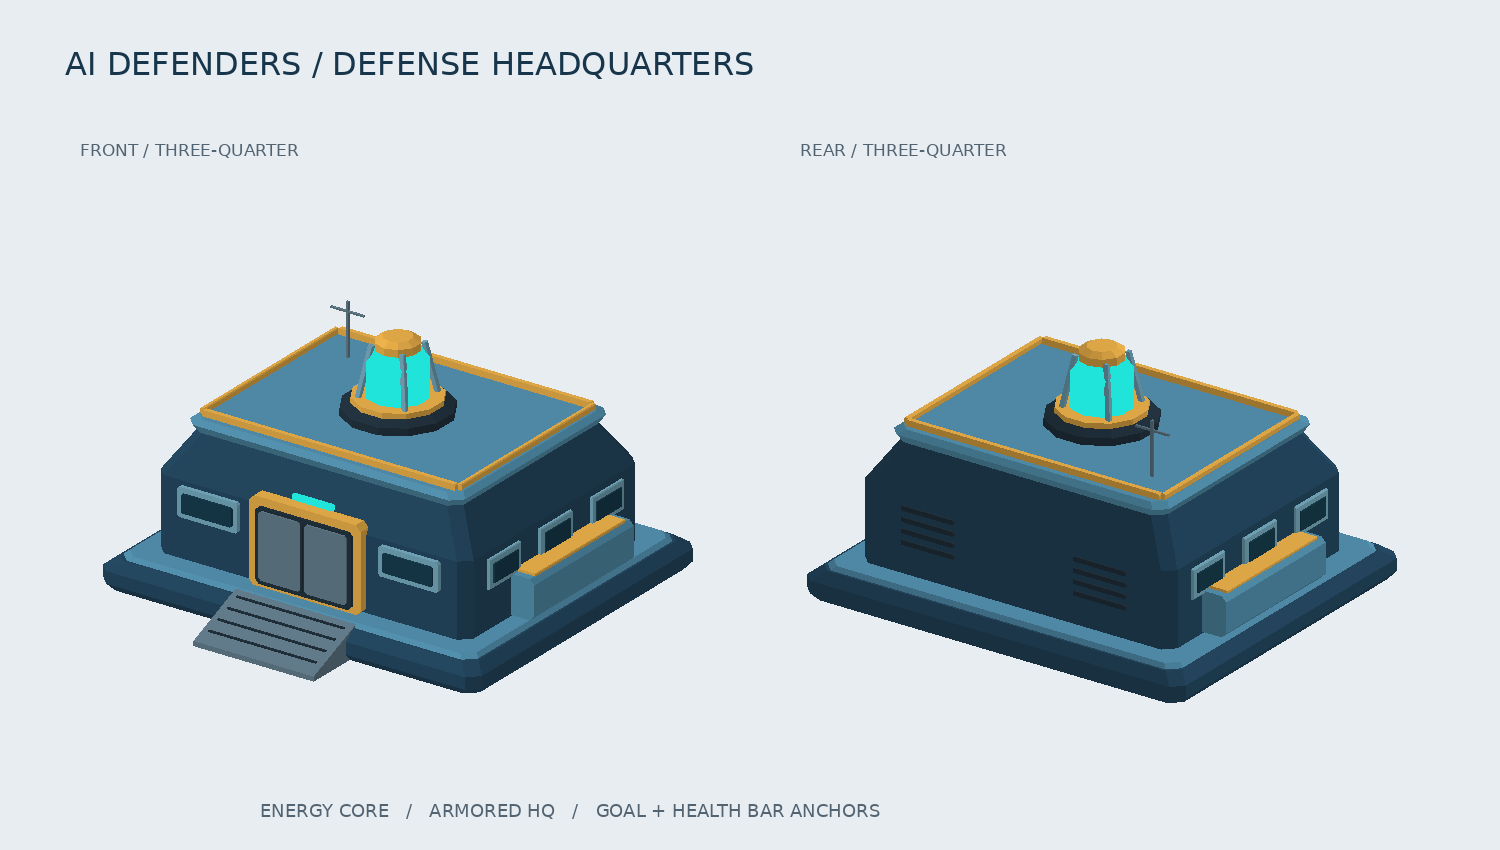 AI DEFENDERS / DEFENSE HEADQUARTERS
FRONT / THREE-QUARTER
REAR / THREE-QUARTER
ENERGY CORE / ARMORED HQ / GOAL + HEALTH BAR ANCHORS